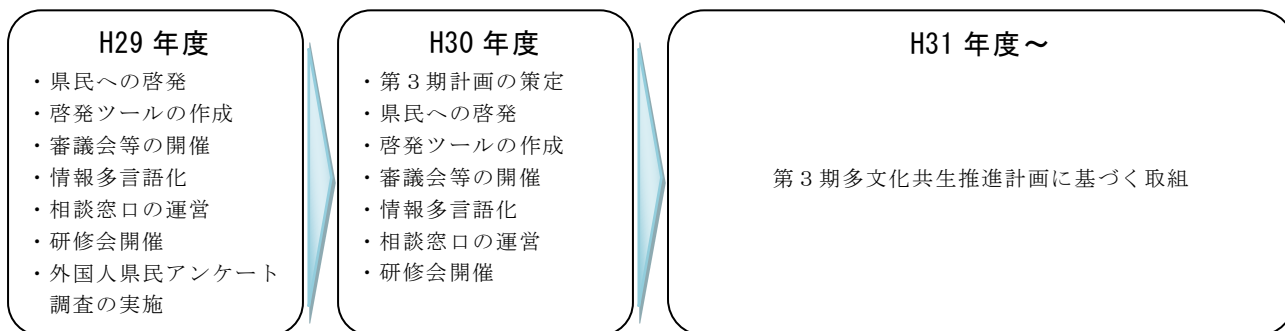 H29 年度
・県民への啓発
・啓発ツールの作成
・審議会等の開催
・情報多言語化
・相談窓口の運営
・研修会開催
・外国人県民アンケート
調査の実施
H30 年度
・第３期計画の策定
・県民への啓発
・啓発ツールの作成
・審議会等の開催
・情報多言語化
・相談窓口の運営
・研修会開催
H31 年度～
第３期多文化共生推進計画に基づく取組